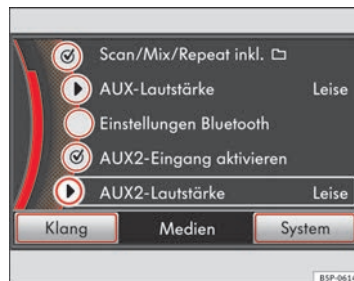 Scan/Mix/Repeat inkl.
AUX-Lautstärke Leise
Einstellungen Bluetooth
AUX2-Eingang aktivieren
AUX2-Lautstärke Leise
Klang Medien System
B5P-0614